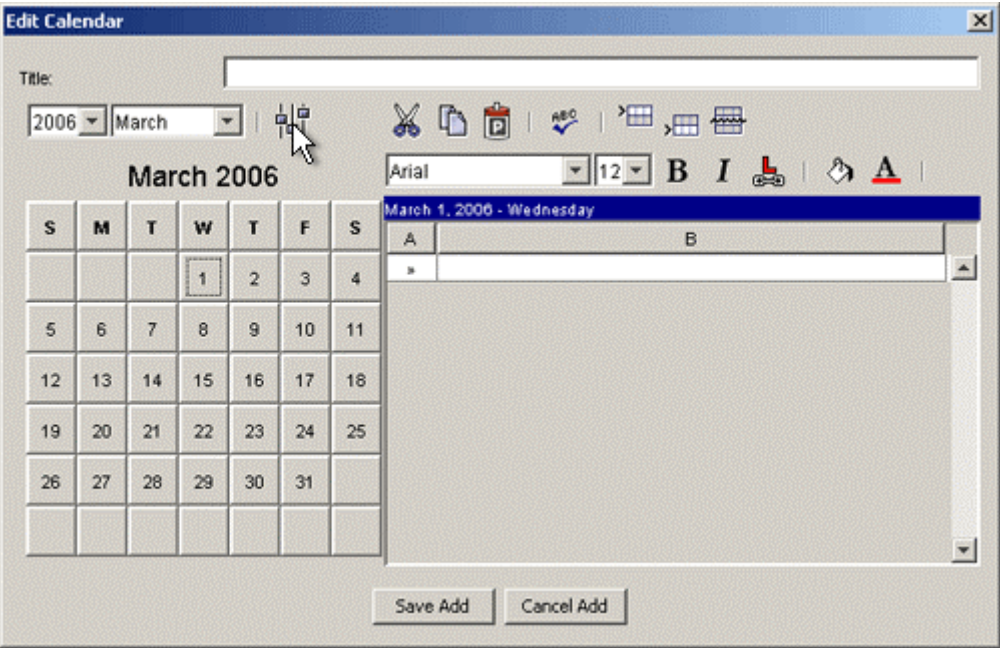 Edit Calendar
Title:
2006 March
ABC
Arial 12 B I L A
March 2006
March 1, 2006 - Wednesday
S M T W T F S
A B
»
1 2 3 4
5 6 7 8 9 10 11
12 13 14 15 16 17 18
19 20 21 22 23 24 25
26 27 28 29 30 31
Save Add Cancel Add